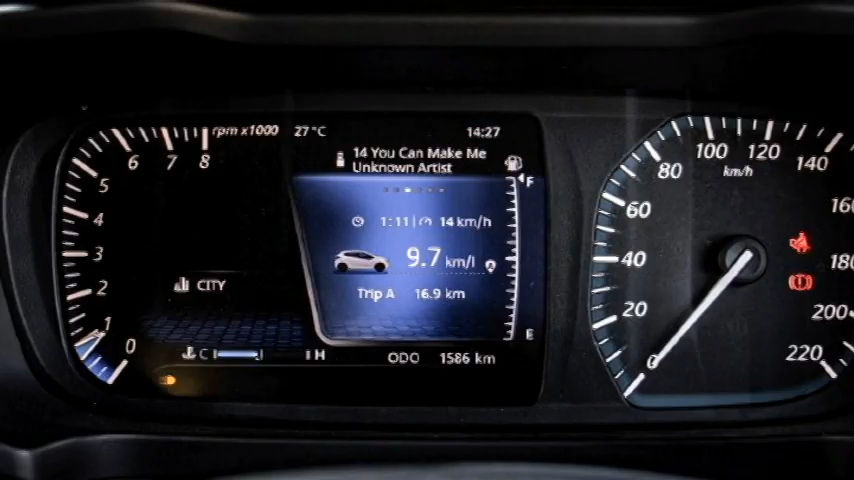 rpm x1000 27 °C 14:27
14 You Can Make Me
Unknown Artist
8 7 6 5 4 3 2 1 0
F
1:11 14 km/h
9.7 km/l A
CITY
Trip A 16.9 km
E
C H ODO 1586 km
0 20 40 60 80 100 120 140 160 180 200 220
km/h